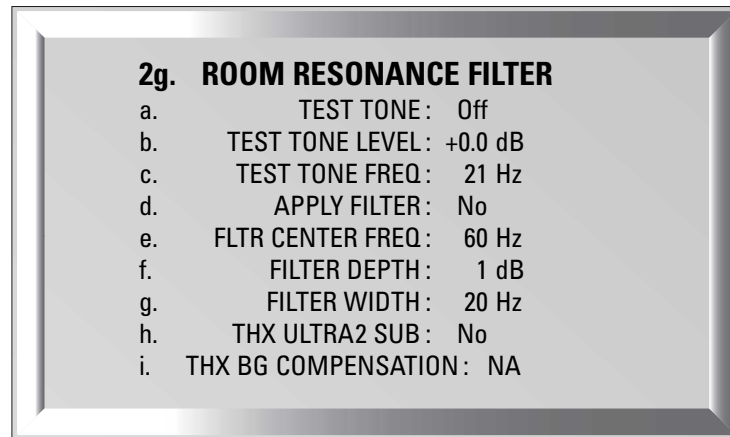 2g. ROOM RESONANCE FILTER
a. TEST TONE : Off
b. TEST TONE LEVEL : +0.0 dB
c. TEST TONE FREQ : 21 Hz
d. APPLY FILTER : No
e. FLTR CENTER FREQ : 60 Hz
f. FILTER DEPTH : 1 dB
g. FILTER WIDTH : 20 Hz
h. THX ULTRA2 SUB : No
i. THX BG COMPENSATION : NA